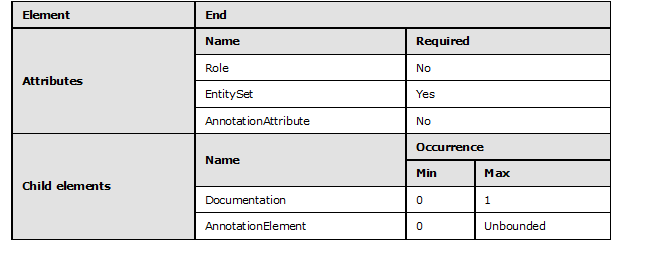 Element End
Attributes Name Required
Role No
EntitySet Yes
AnnotationAttribute No
Child elements Name Occurrence
Min Max
Documentation 0 1
AnnotationElement 0 Unbounded